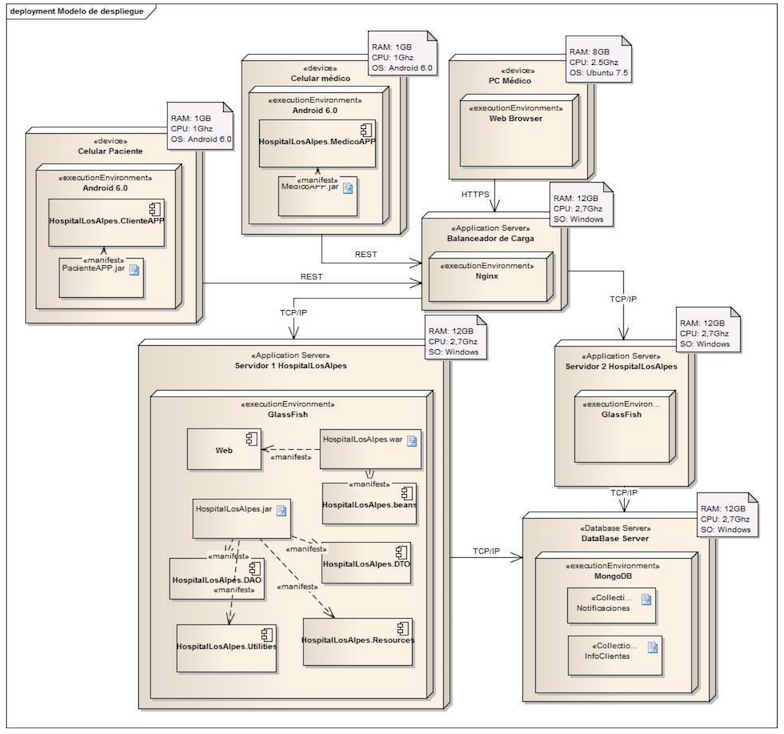 deployment Modelo de despliegue
RAM: 1GB
CPU: 1Ghz
OS: Android 6.0
«device»
Celular médico
«executionEnvironment»
Android 6.0
HospitalLosAlpes.MedicoAPP
«manifest»
MedicoAPP.jar
RAM: 8GB
CPU: 2.5Ghz
OS: Ubuntu 7.5
«device»
PC Médico
«executionEnvironment»
Web Browser
RAM: 1GB
CPU: 1Ghz
OS: Android 6.0
«device»
Celular Paciente
«executionEnvironment»
Android 6.0
HospitalLosAlpes.ClienteAPP
«manifest»
PacienteAPP.jar
HTTPS
RAM: 12GB
CPU: 2,7Ghz
SO: Windows
«Application Server»
Balanceador de Carga
«executionEnvironment»
Nginx
REST
REST
TCP/IP
TCP/IP
RAM: 12GB
CPU: 2,7Ghz
SO: Windows
«Application Server»
Servidor 1 HospitalLosAlpes
«executionEnvironment»
GlassFish
Web
«manifest»
HospitalLosAlpes.war
«manifest»
HospitalLosAlpes.beans
HospitalLosAlpes.jar
«manifest»
HospitalLosAlpes.DTO
«manifest»
HospitalLosAlpes.DAO
«manifest»
«manifest»
HospitalLosAlpes.Utilities
HospitalLosAlpes.Resources
RAM: 12GB
CPU: 2,7Ghz
SO: Windows
«Application Server»
Servidor 2 HospitalLosAlpes
«executionEnviron...
GlassFish
TCP/IP
TCP/IP
RAM: 12GB
CPU: 2,7Ghz
SO: Windows
«Database Server»
DataBase Server
«executionEnvironment»
MongoDB
«Collecti...
Notificaciones
«Collectio...
InfoClientes